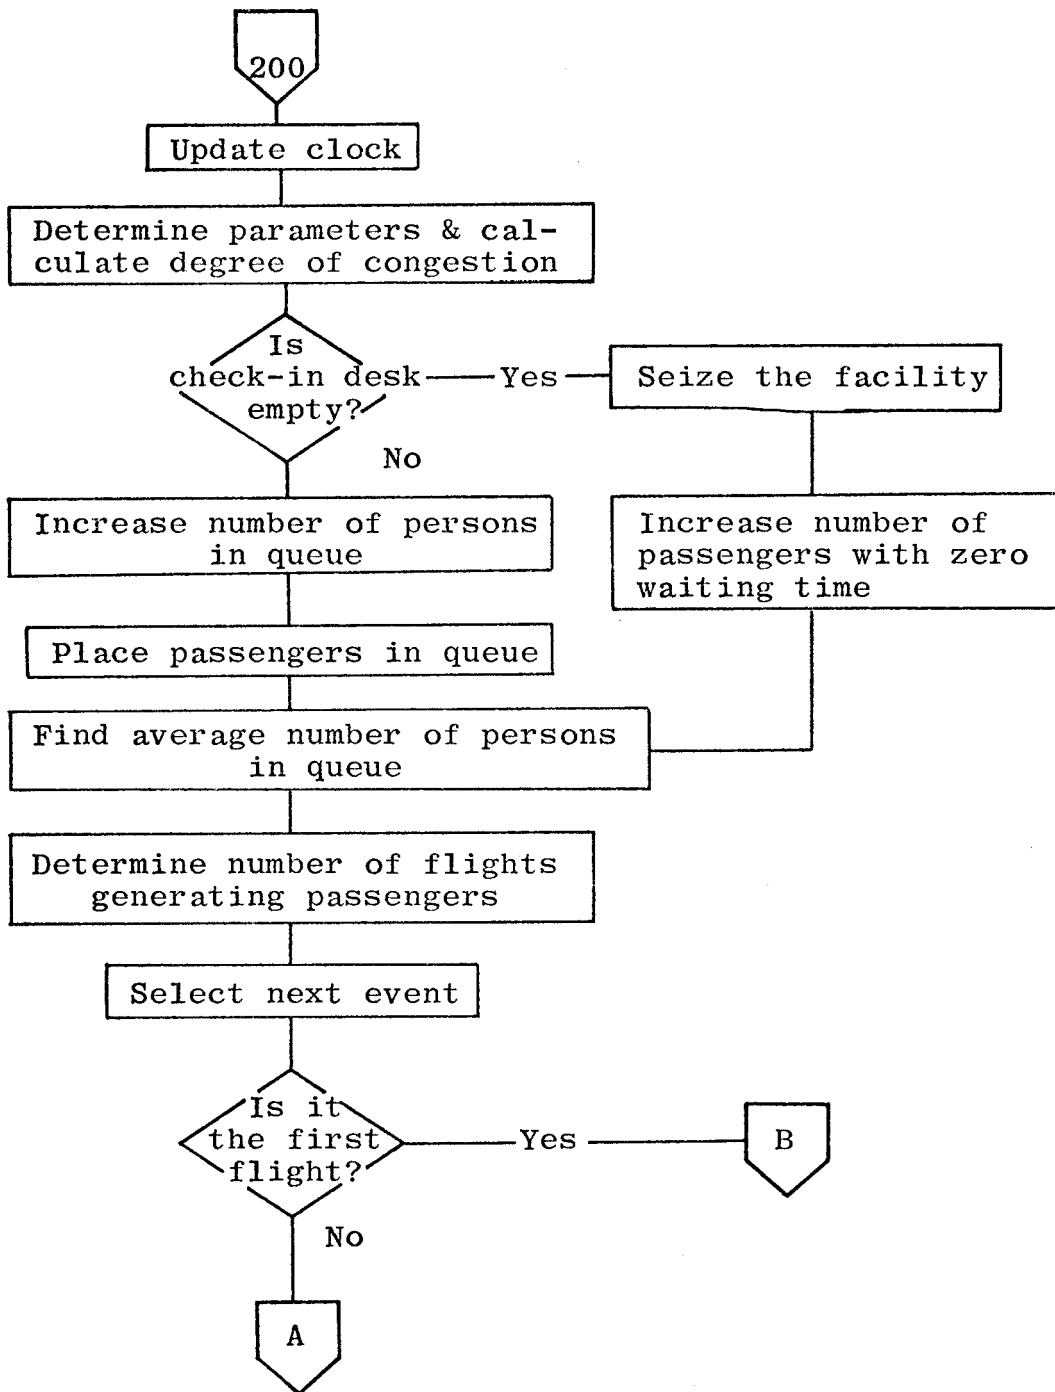 200
Update clock
Determine parameters & cal-
culate degree of congestion
Is
check-in desk
empty?
Yes
Seize the facility
No
Increase number of persons
in queue
Increase number of
passengers with zero
waiting time
Place passengers in queue
Find average number of persons
in queue
Determine number of flights
generating passengers
Select next event
Is it
the first
flight?
Yes
B
No
A